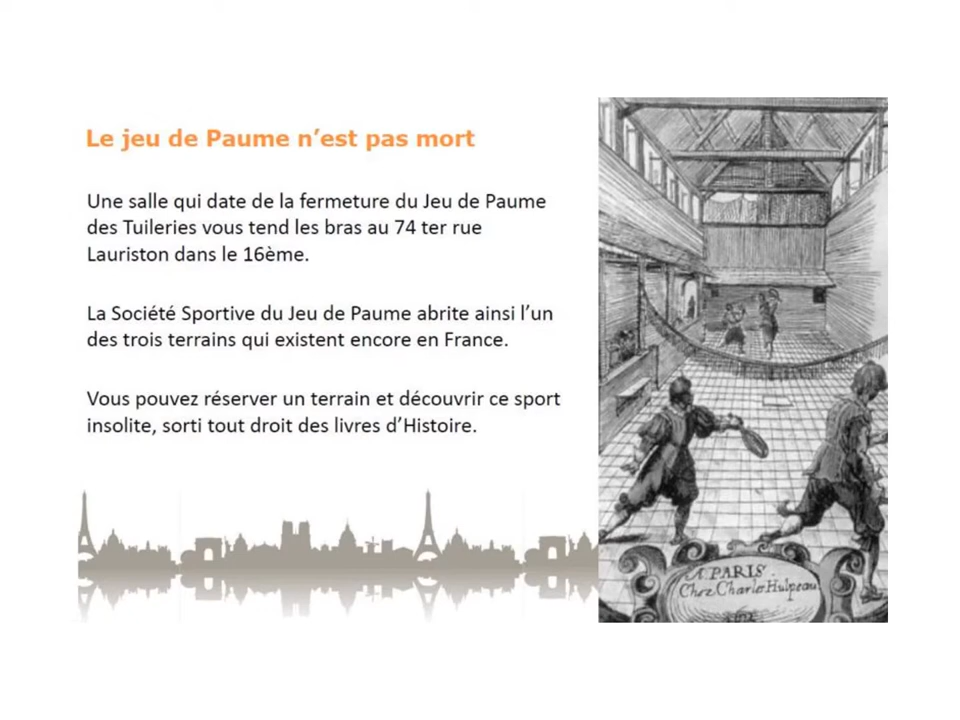 Le jeu de Paume n’est pas mort
Une salle qui date de la fermeture du Jeu de Paume
des Tuileries vous tend les bras au 74 ter rue
Lauriston dans le 16ème.
La Société Sportive du Jeu de Paume abrite ainsi l’un
des trois terrains qui existent encore en France.
Vous pouvez réserver un terrain et découvrir ce sport
insolite, sorti tout droit des livres d’Histoire.
A PARIS.
Chez Charles Hulpeau